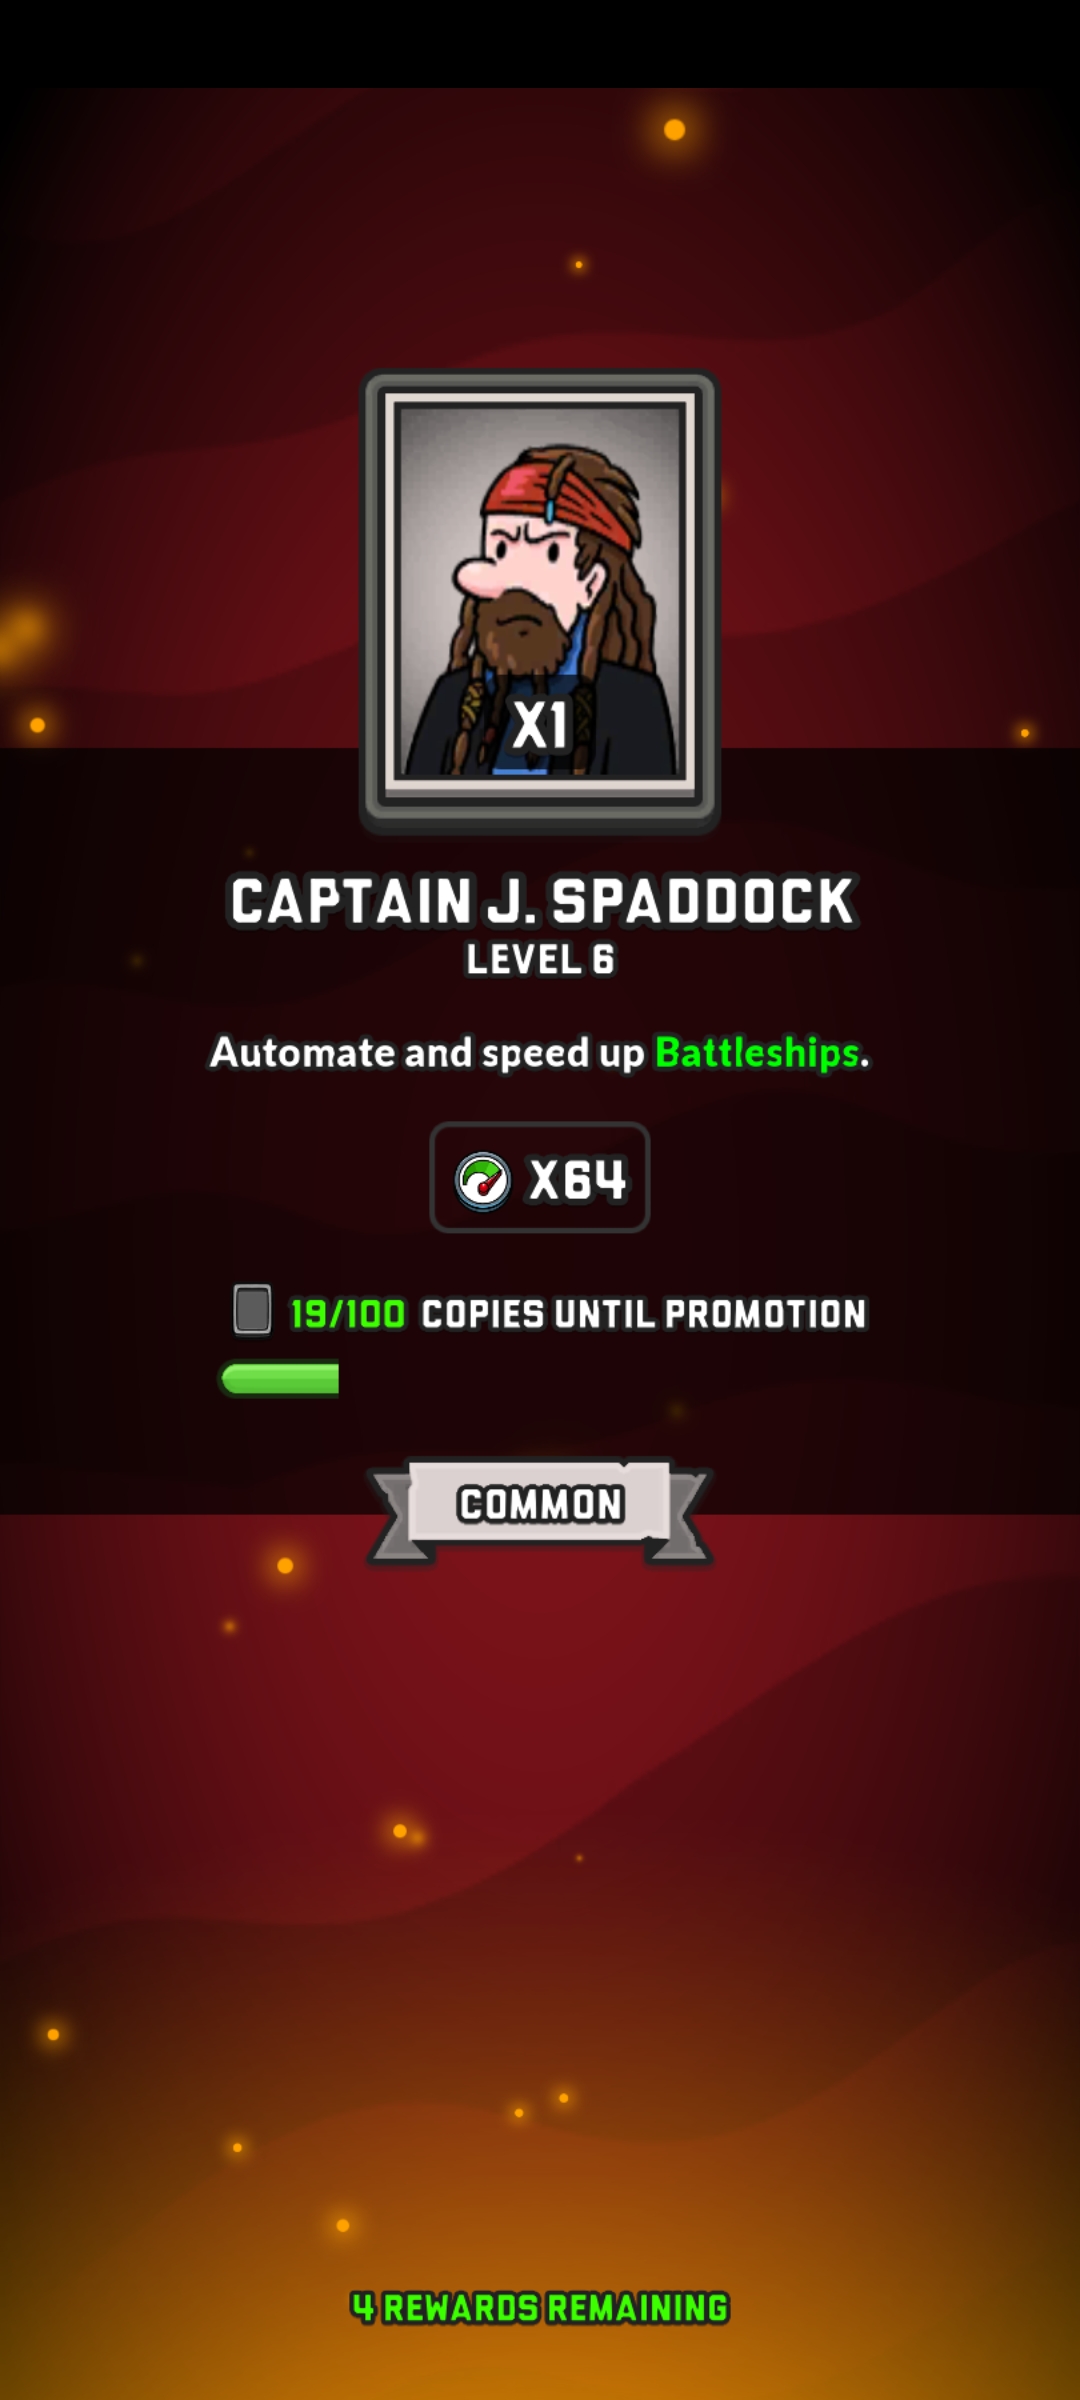 X1
CAPTAIN J. SPADDOCK
LEVEL 6
Automate and speed up Battleships.
X64
19/100 COPIES UNTIL PROMOTION
COMMON
4 REWARDS REMAINING